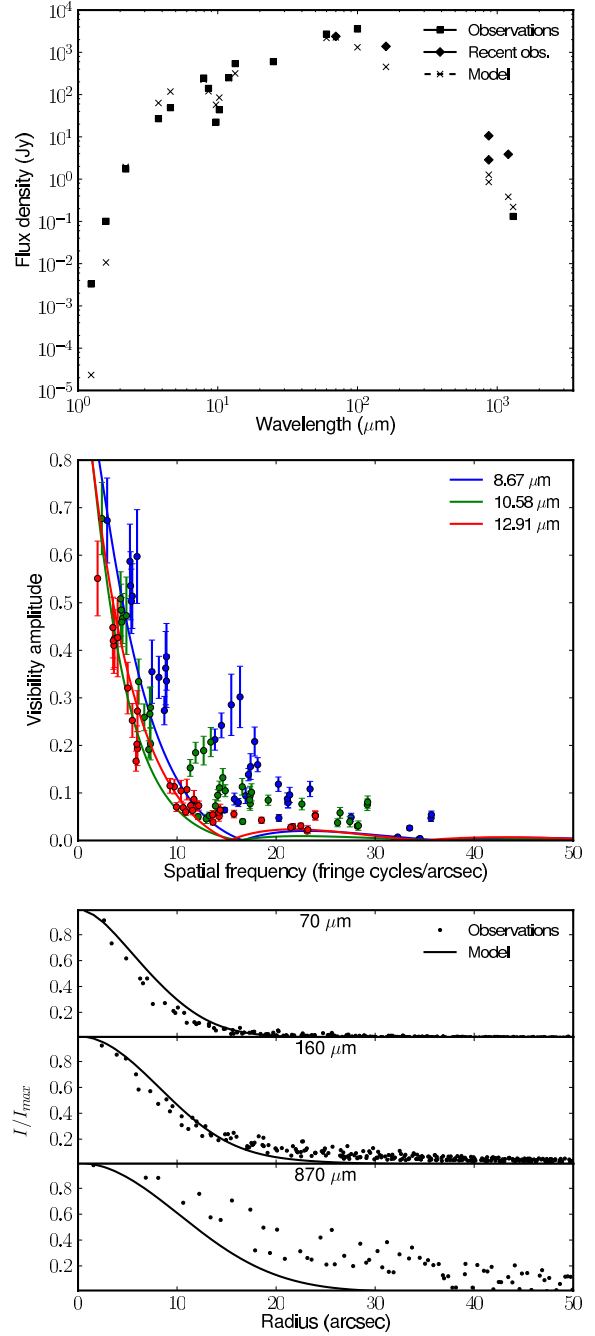 10^4
10^3
10^2
10^1
10^0
10^-1
10^-2
10^-3
10^-4
10^-5
Flux density (Jy)
Observations
Recent obs.
Model
10^0 10^1 10^2 10^3
Wavelength (μm)
0.8
0.7
0.6
0.5
0.4
0.3
0.2
0.1
0.0
Visibility amplitude
8.67 μm
10.58 μm
12.91 μm
0 10 20 30 40 50
Spatial frequency (fringe cycles/arcsec)
70 μm
Observations
Model
0.8
0.6
0.4
0.2
160 μm
0.8
0.6
0.4
0.2
I/I_max
870 μm
0.8
0.6
0.4
0.2
0 10 20 30 40 50
Radius (arcsec)